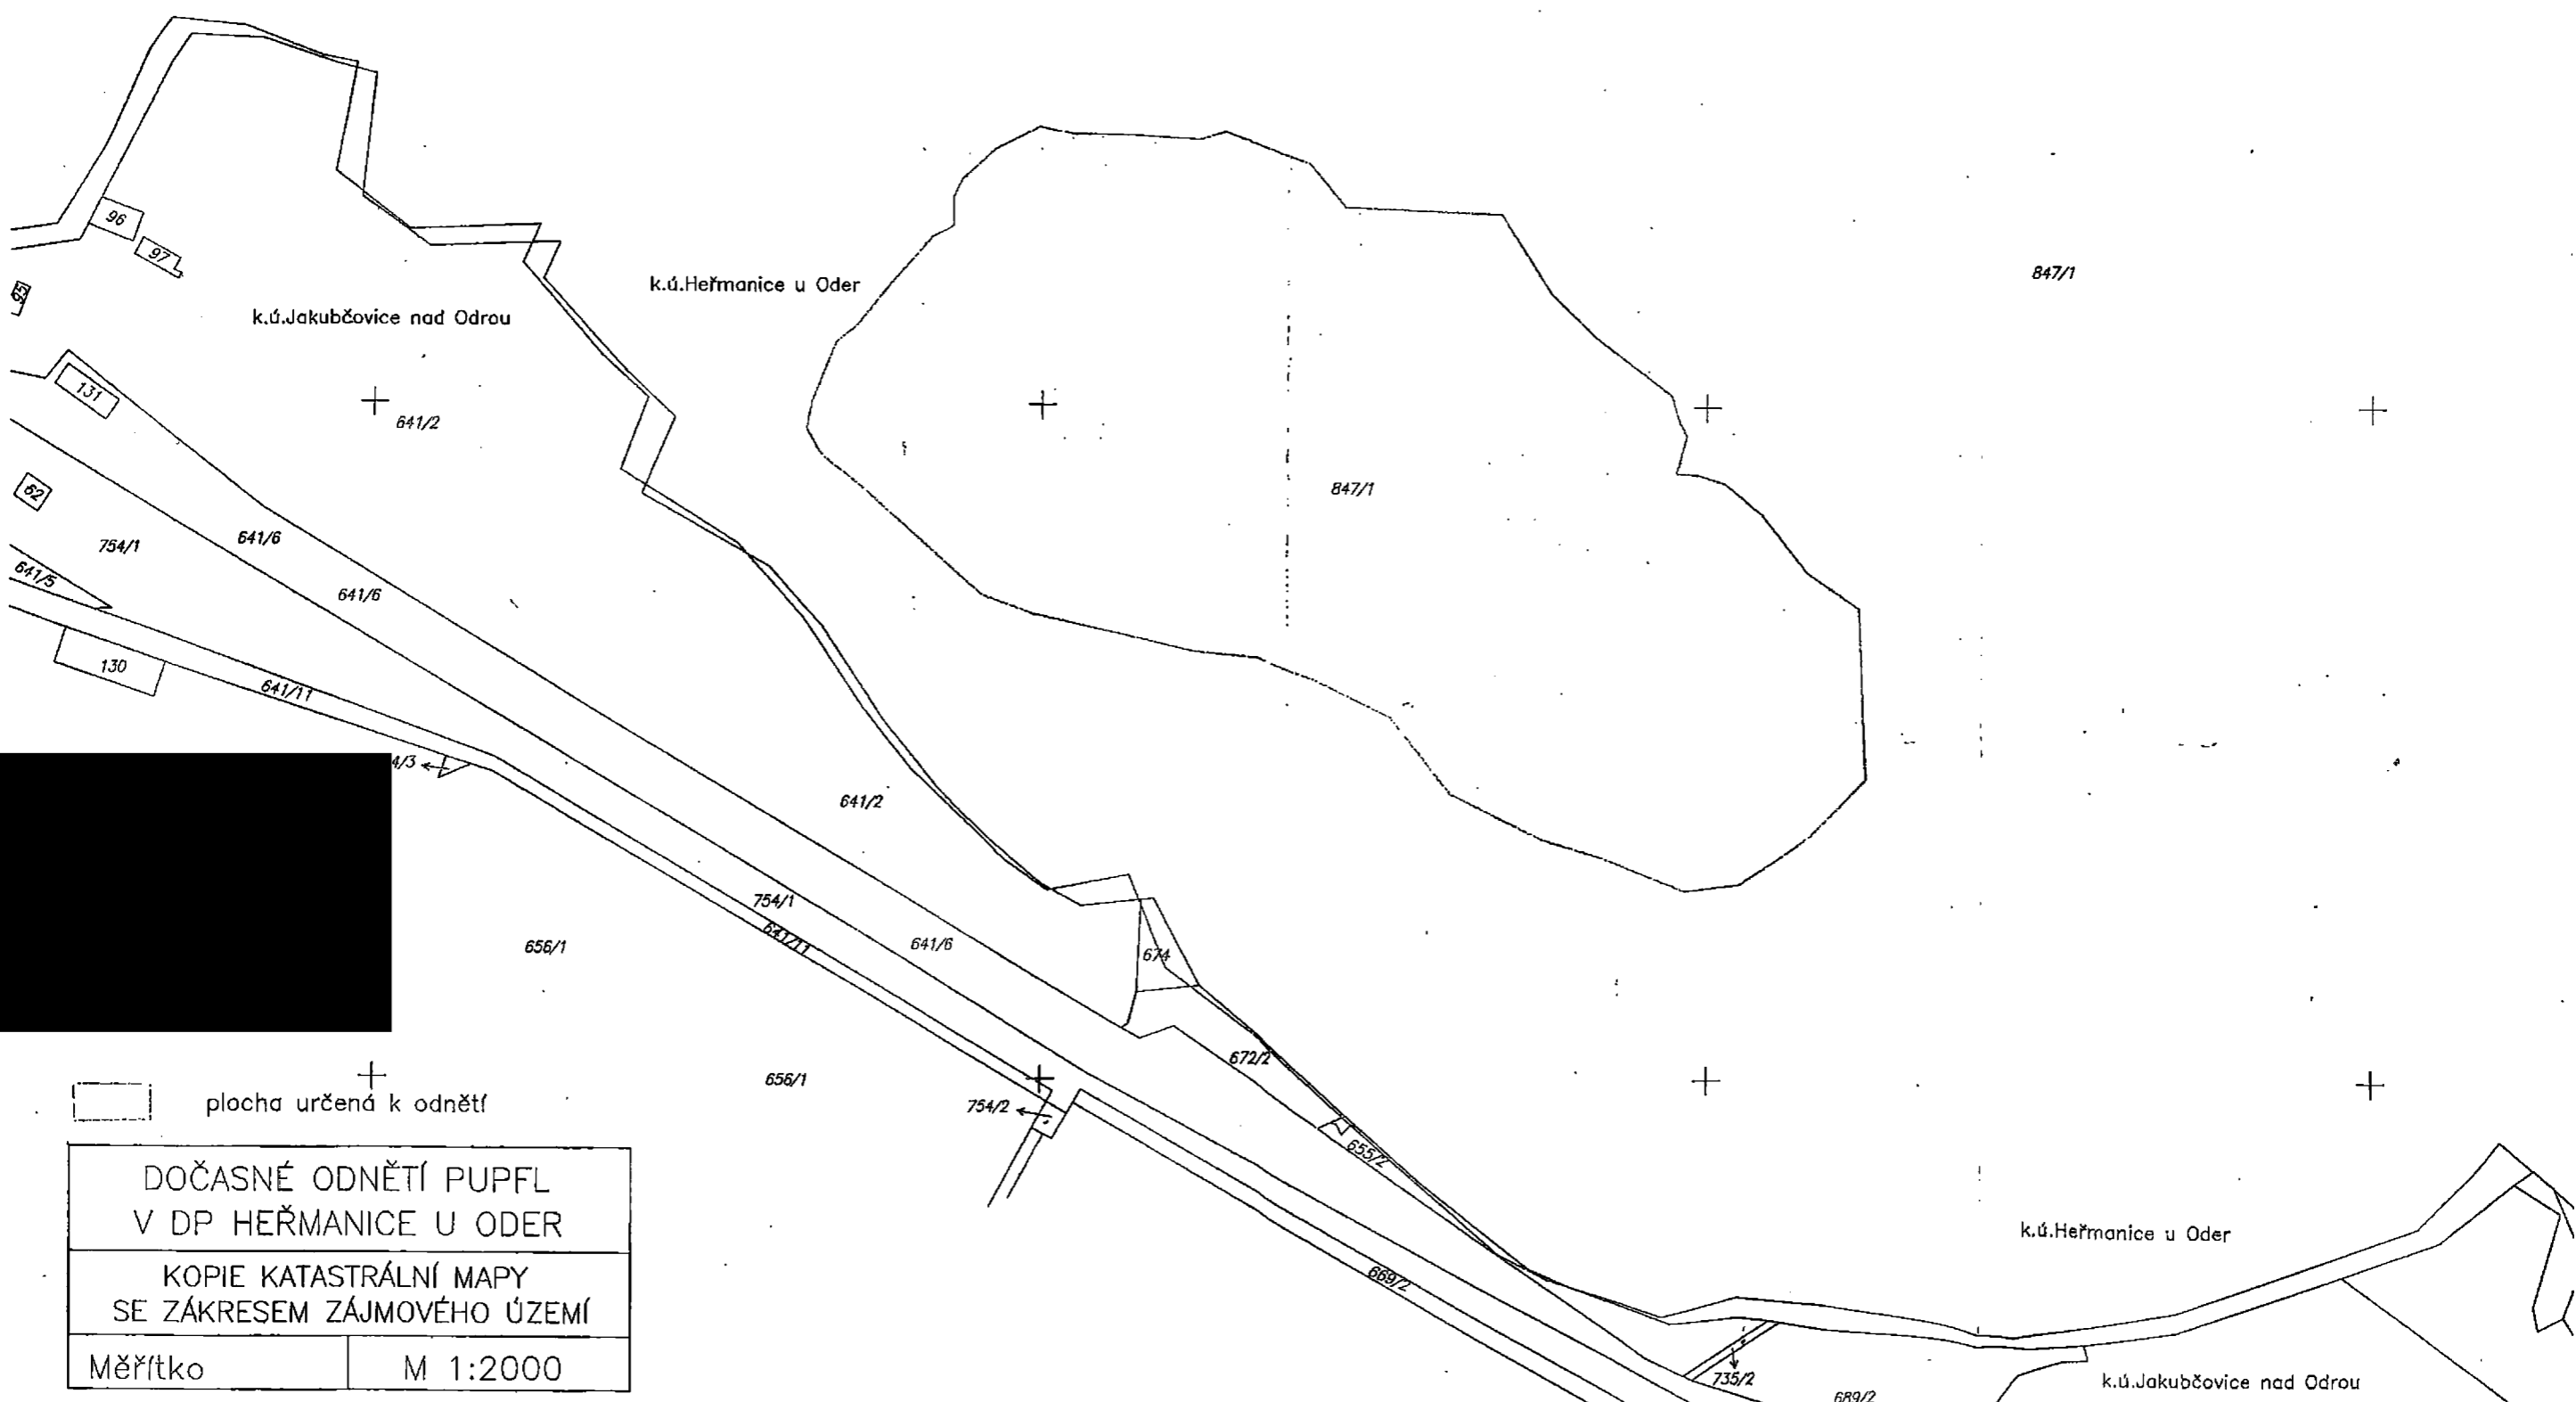 96
97
95
k.ú.Heřmanice u Oder
847/1
k.ú.Jakubčovice nad Odrou
131
641/2
62
847/1
754/1
641/6
641/5
641/6
130
641/11
4/3
641/2
754/1
641/11
641/6
656/1
674
672/2
656/1
754/2
plocha určená k odnětí
655/2
DOČASNÉ ODNĚTÍ PUPFL
V DP HEŘMANICE U ODER
k.ú.Heřmanice u Oder
KOPIE KATASTRÁLNÍ MAPY
SE ZÁKRESEM ZÁJMOVÉHO ÚZEMÍ
669/2
Měřítko M 1:2000
735/2
689/2
k.ú.Jakubčovice nad Odrou